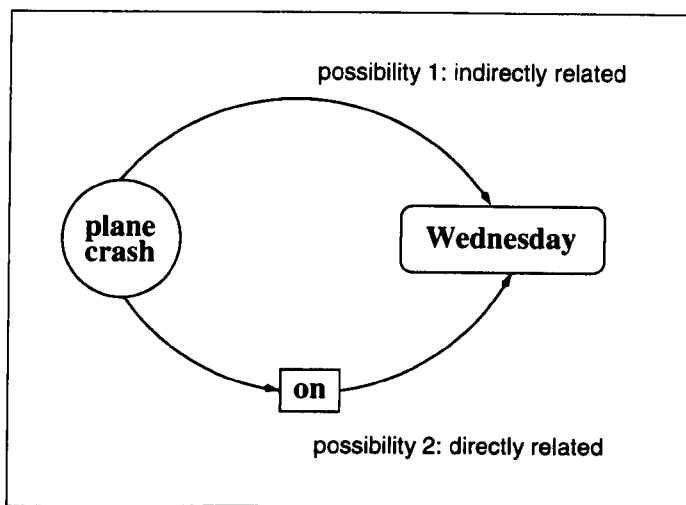 possibility 1: indirectly related
plane
crash
Wednesday
on
possibility 2: directly related